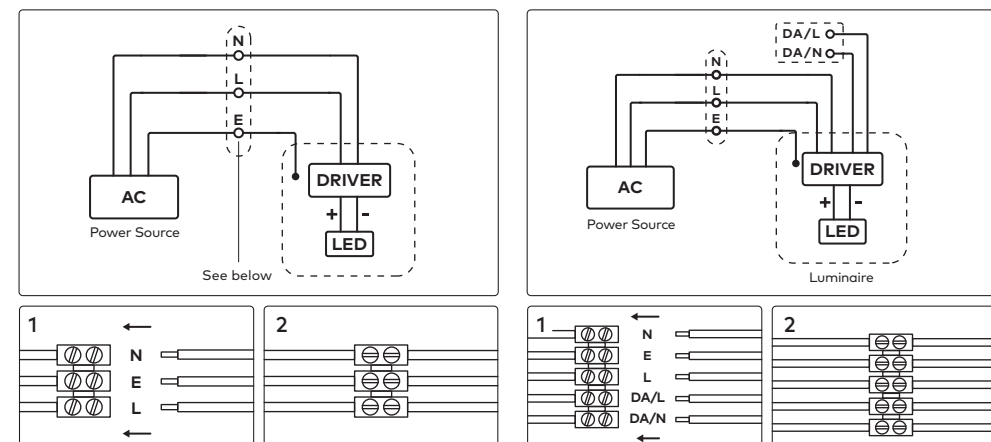 N
L
E
AC
Power Source
DRIVER
+ -
LED
See below
1
N
E
L
2
DA/L
DA/N
N
L
E
AC
Power Source
DRIVER
+ -
LED
Luminaire
1
N
E
L
DA/L
DA/N
2